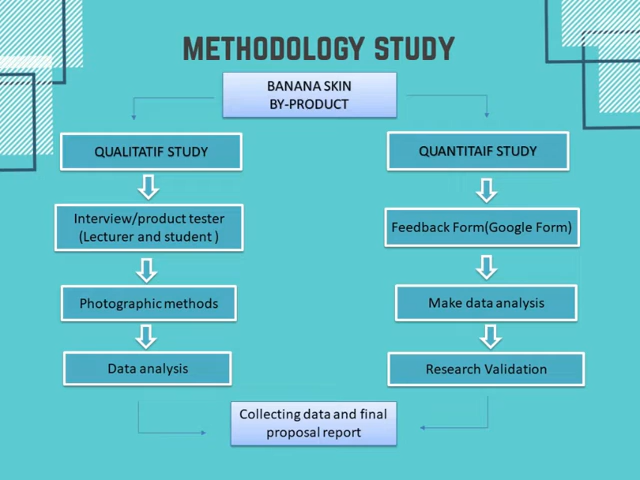 METHODOLOGY STUDY
BANANA SKIN
BY-PRODUCT
QUALITATIF STUDY
Interview/product tester
(Lecturer and student )
Photographic methods
Data analysis
QUANTITAIF STUDY
Feedback Form(Google Form)
Make data analysis
Research Validation
Collecting data and final
proposal report